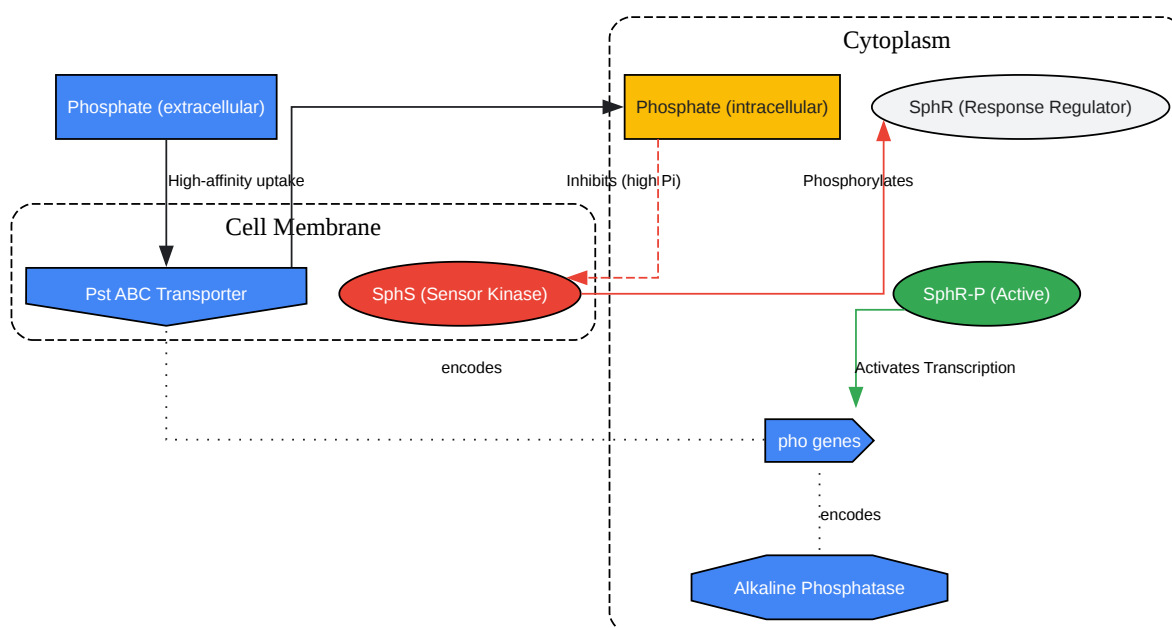 Cytoplasm
Phosphate (extracellular)
Phosphate (intracellular)
SphR (Response Regulator)
High-affinity uptake
Inhibits (high Pi)
Phosphorylates
Cell Membrane
Pst ABC Transporter
SphS (Sensor Kinase)
SphR-P (Active)
encodes
Activates Transcription
pho genes
encodes
Alkaline Phosphatase